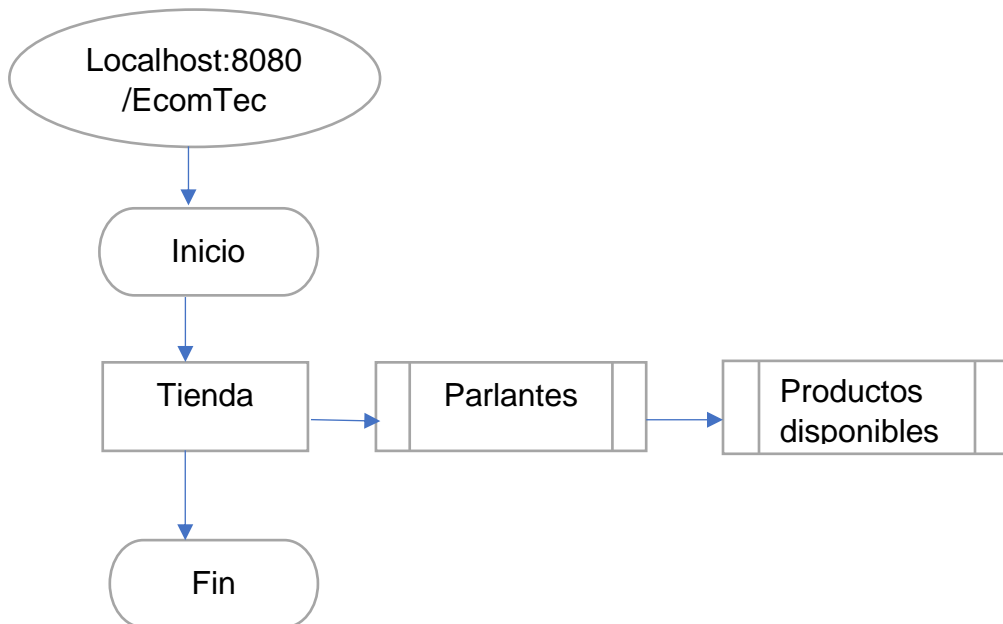 Localhost:8080
/EcomTec
Inicio
Tienda
Parlantes
Productos
disponibles
Fin